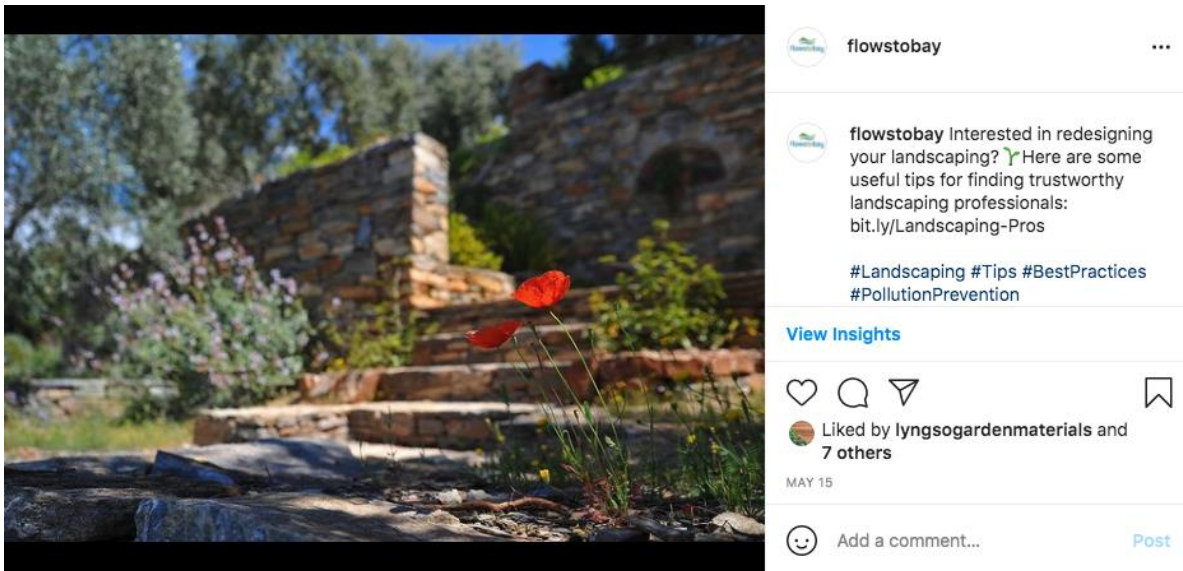 flowstobay
flowstobay Interested in redesigning
your landscaping? 🌱Here are some
useful tips for finding trustworthy
landscaping professionals:
bit.ly/Landscaping-Pros
#Landscaping #Tips #BestPractices
#PollutionPrevention
View Insights
Liked by lyngsogardenmaterials and
7 others
MAY 15
Add a comment...
Post